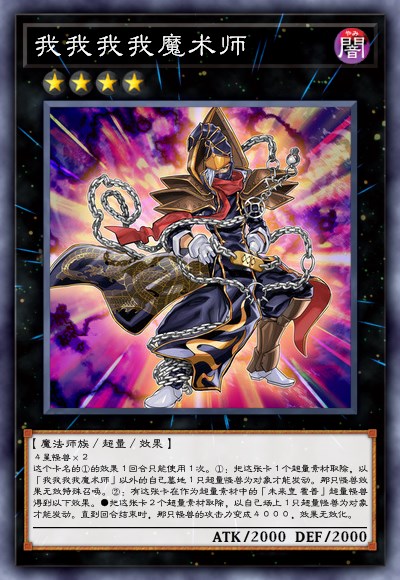 我我我我魔术师
やみ
闇
【魔法师族／超量／效果】
４星怪兽×２
这个卡名的①的效果１回合只能使用１次。①：把这张卡１个超量素材取除，以
「我我我我魔术师」以外的自己墓地１只超量怪兽为对象才能发动。那只怪兽效
果无效特殊召唤。②：有这张卡在作为超量素材中的「未来皇 霍普」超量怪兽
得到以下效果。●把这张卡２个超量素材取除，以自己场上１只超量怪兽为对象
才能发动。直到回合结束时，那只怪兽的攻击力变成４０００，效果无效化。
ATK/2000 DEF/2000